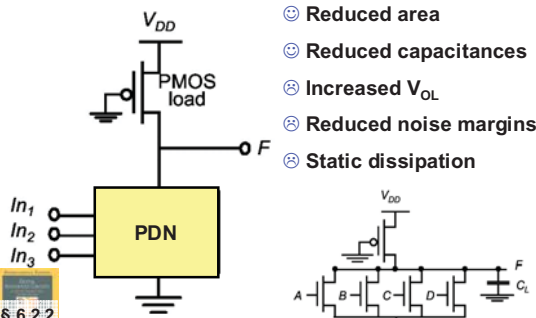 V_DD
PMOS
load
F
In_1
In_2
In_3
PDN
§ 6.2.2
☺ Reduced area
☺ Reduced capacitances
☹ Increased V_OL
☹ Reduced noise margins
☹ Static dissipation
V_DD
F
A
B
C
D
C_L